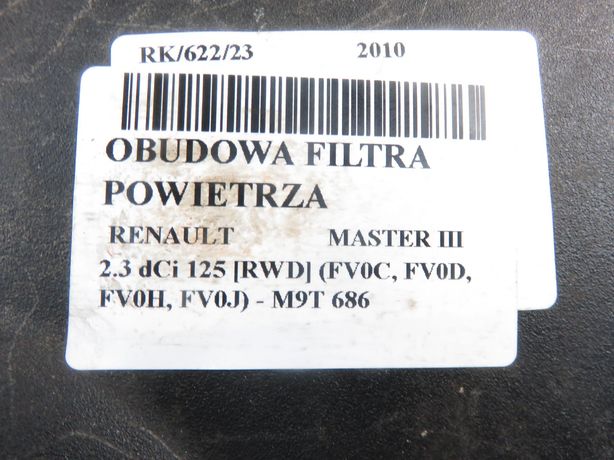 RK/622/23 2010
OBUDOWA FILTRA
POWIETRZA
RENAULT MASTER III
2.3 dCi 125 [RWD] (FV0C, FV0D,
FV0H, FV0J) - M9T 686